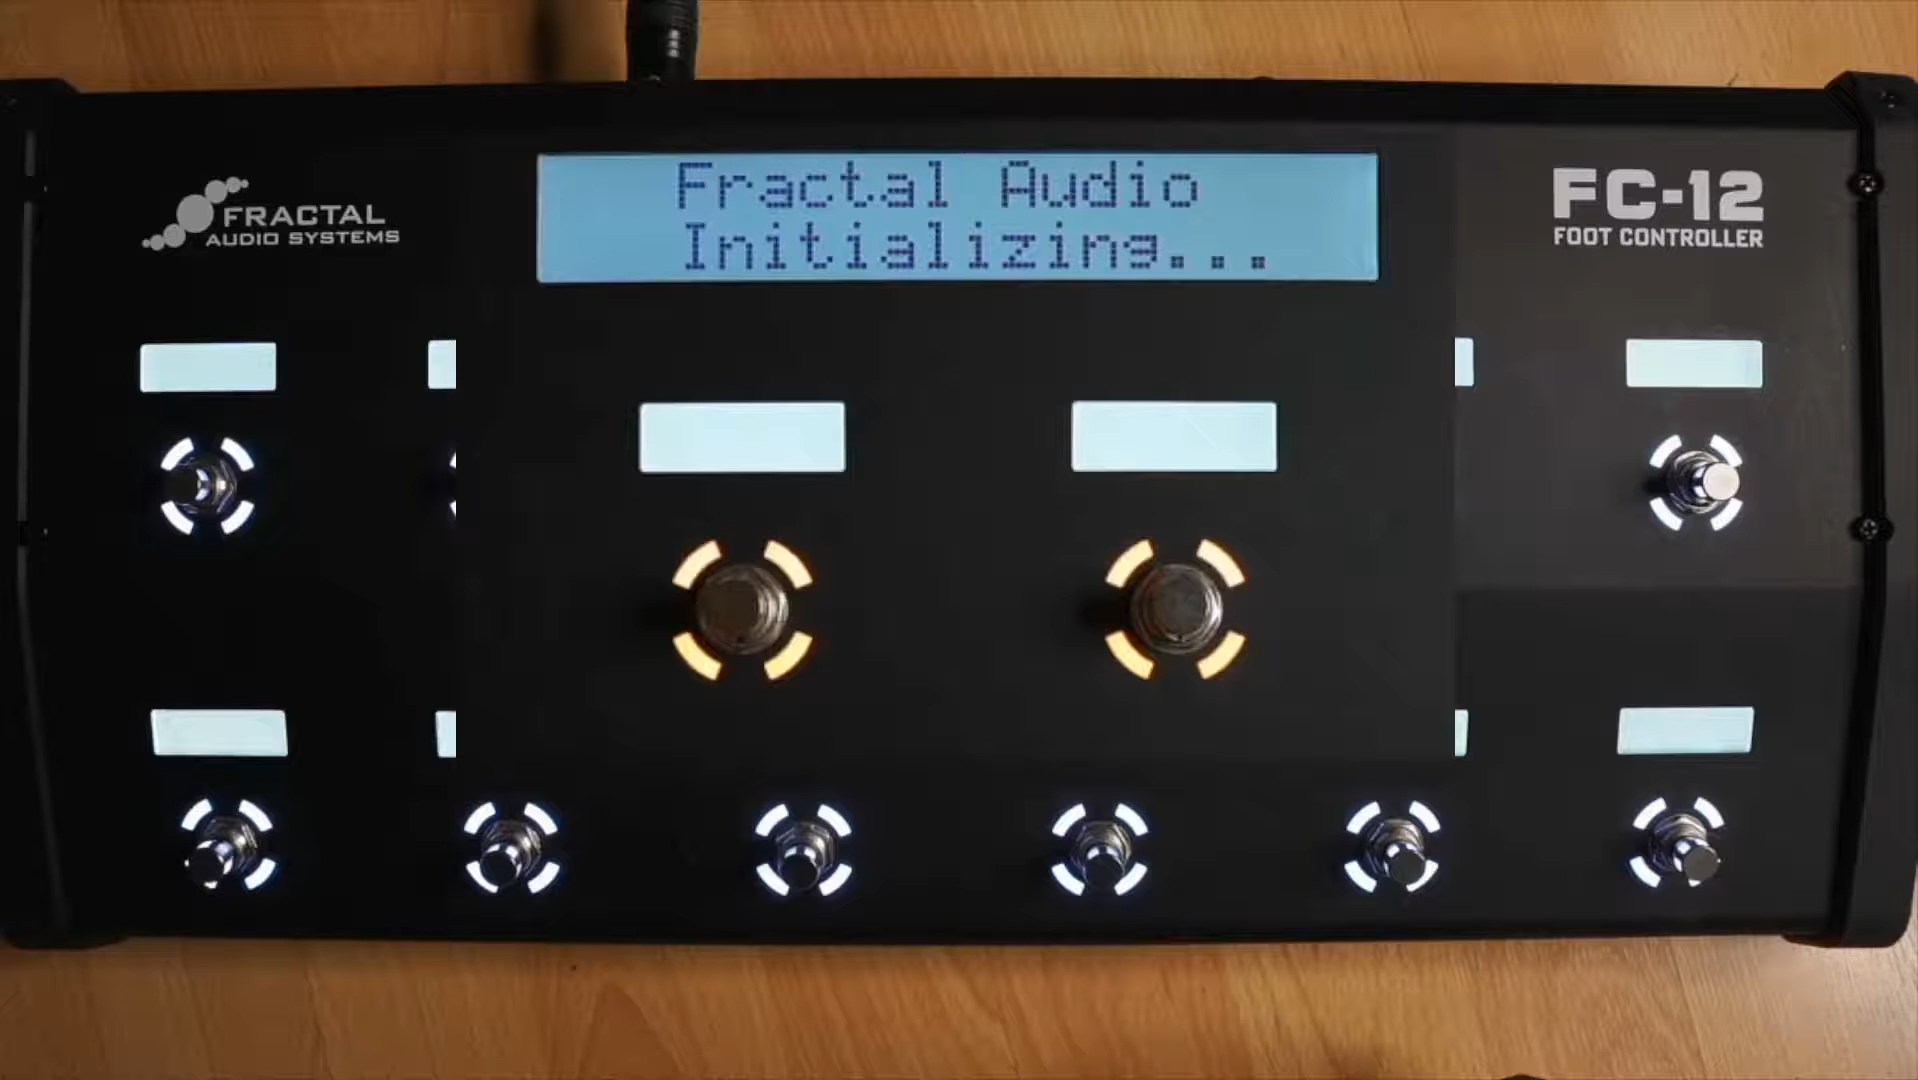 Fractal Audio
Initializing...
FRACTAL
AUDIO SYSTEMS
FC-12
FOOT CONTROLLER